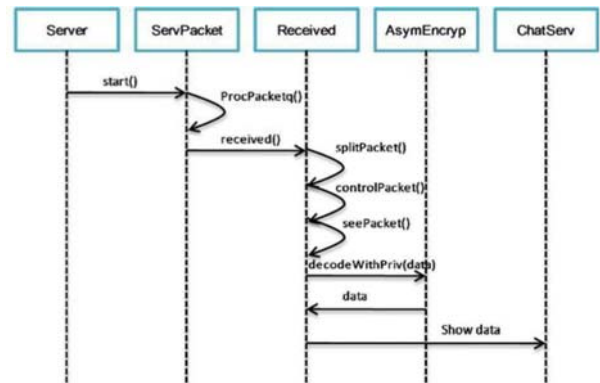 Server
ServPacket
Received
AsymEncryp
ChatServ
start()
ProcPacketq()
received()
splitPacket()
controlPacket()
seePacket()
decodeWithPriv(data)
data
Show data